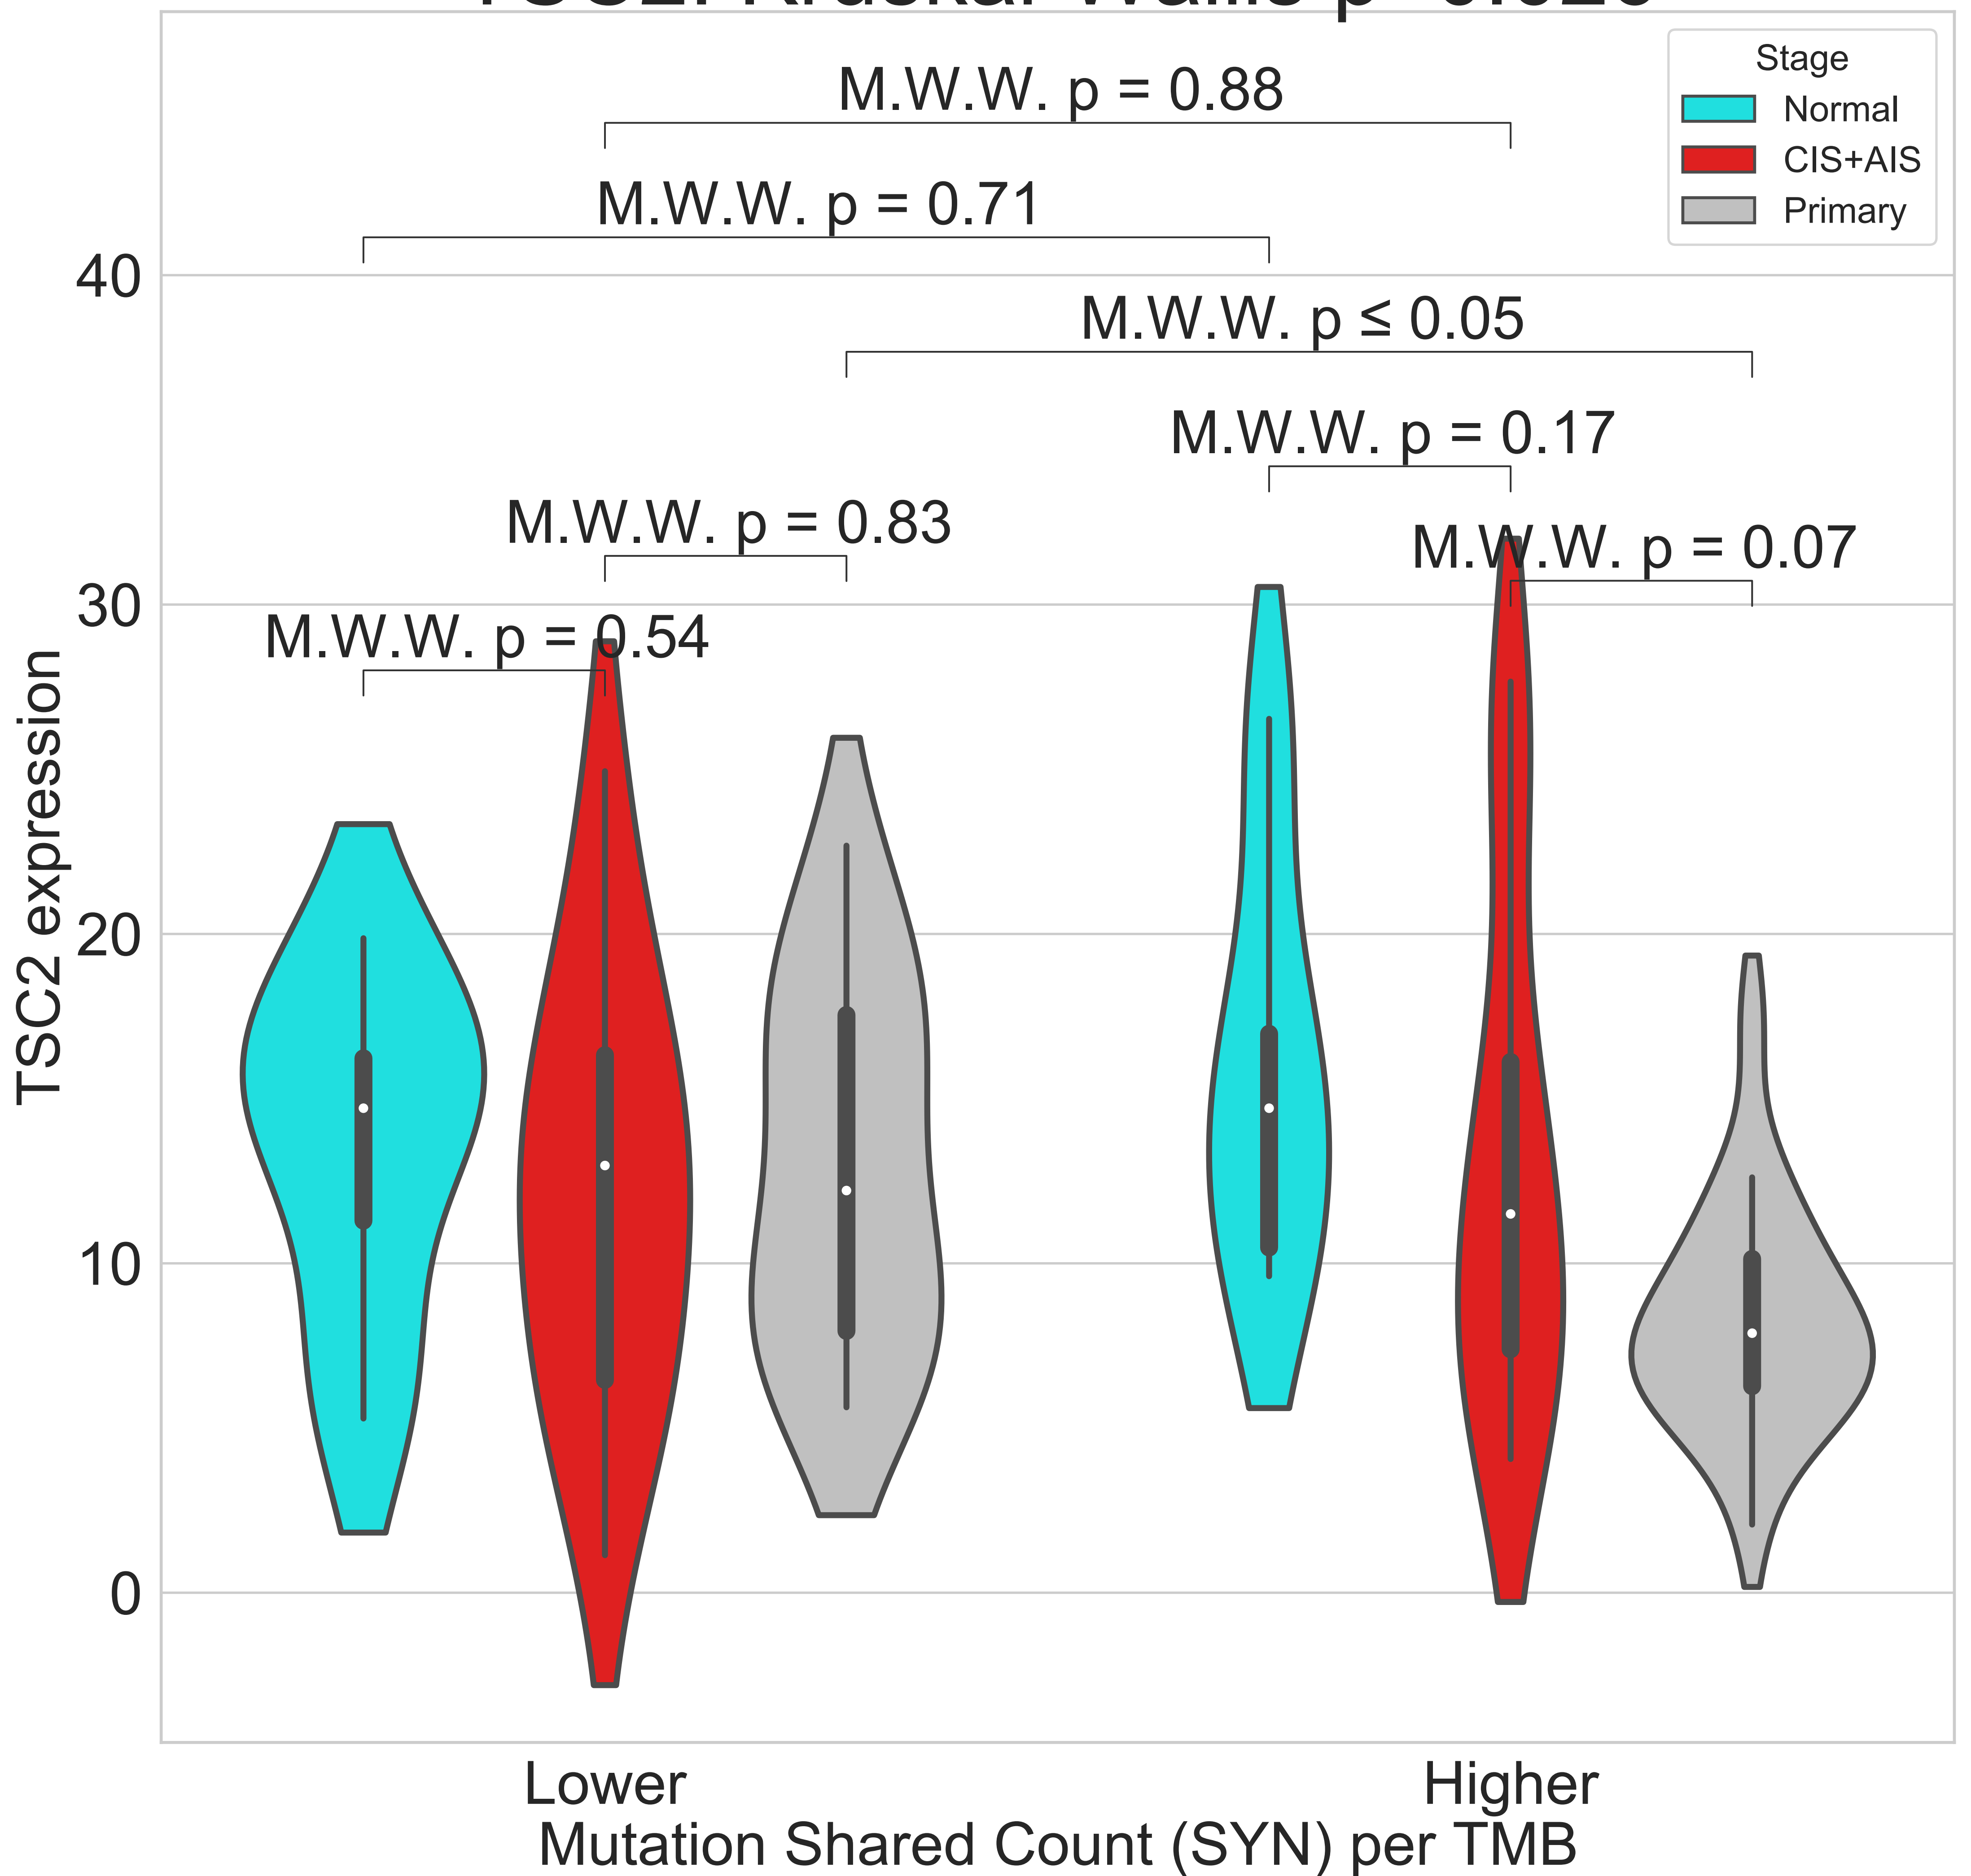 Stage
Normal
CIS+AIS
Primary
M.W.W. p = 0.88
M.W.W. p = 0.71
M.W.W. p ≤ 0.05
M.W.W. p = 0.17
M.W.W. p = 0.83
M.W.W. p = 0.07
M.W.W. p = 0.54
40
30
20
10
0
TSC2 expression
Lower
Higher
Mutation Shared Count (SYN) per TMB